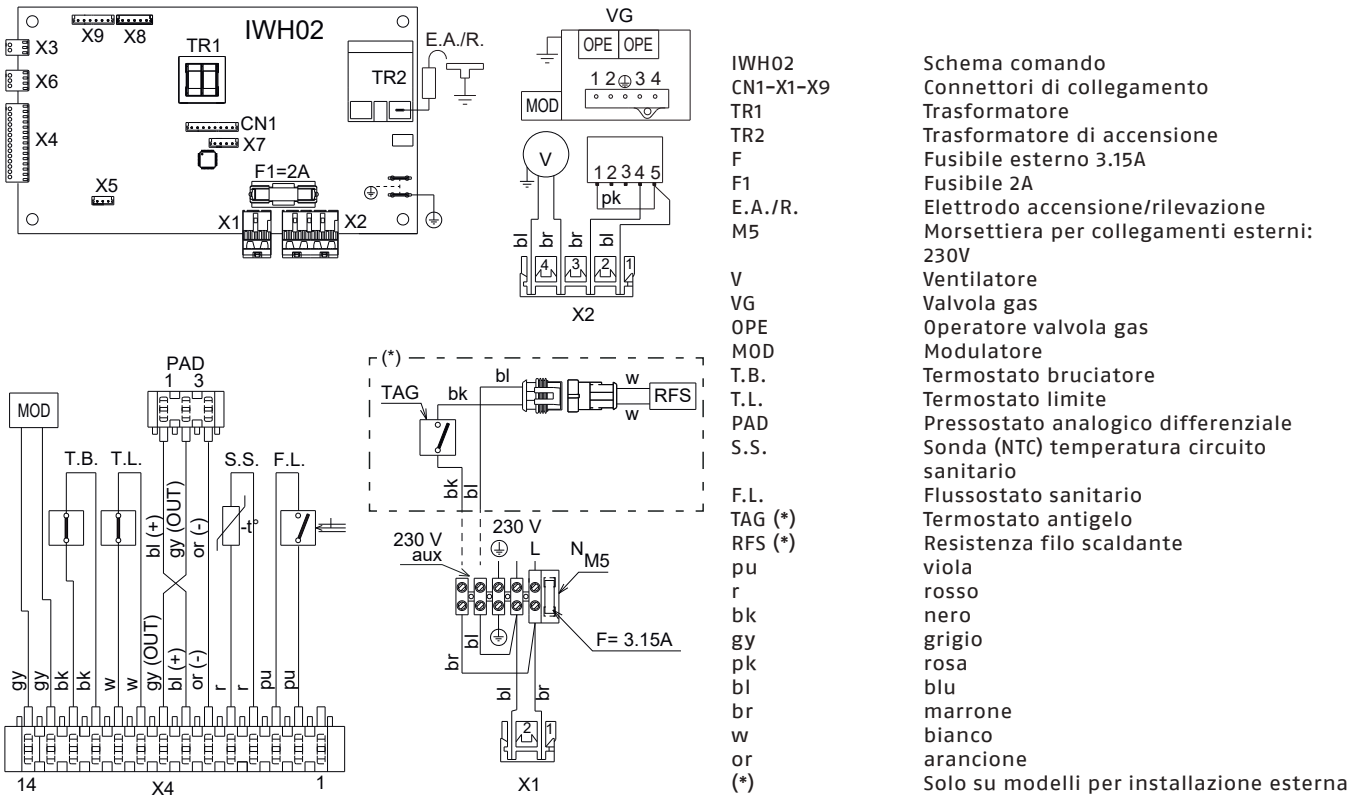 IWH02
X9 X8
X3
X6
X4
TR1
TR2
E.A./R.
CN1
X7
X5
F1=2A
X1
X2
VG
OPE OPE
1 2 3 4
MOD
V
1 2 3 4 5
pk
bl br br bl
4 3 2 1
X2
PAD
1 3
MOD
T.B. T.L. S.S. F.L.
bl (+) gy (OUT) or (-)
-t°
gy gy bk bk w w gy (OUT) bl (+) or (-) r r pu pu
14 X4 1
(*)
TAG
bk
bl
w
w
RFS
bk bl
230 V
aux
230 V
L N
M5
F= 3.15A
br bl
bl br
2 1
X1
IWH02 Schema comando
CN1-X1-X9 Connettori di collegamento
TR1 Trasformatore
TR2 Trasformatore di accensione
F Fusibile esterno 3.15A
F1 Fusibile 2A
E.A./R. Elettrodo accensione/rilevazione
M5 Morsettiera per collegamenti esterni:
230V
V Ventilatore
VG Valvola gas
OPE Operatore valvola gas
MOD Modulatore
T.B. Termostato bruciatore
T.L. Termostato limite
PAD Pressostato analogico differenziale
S.S. Sonda (NTC) temperatura circuito
sanitario
F.L. Flussostato sanitario
TAG (*) Termostato antigelo
RFS (*) Resistenza filo scaldante
pu viola
r rosso
bk nero
gy grigio
pk rosa
bl blu
br marrone
w bianco
or arancione
(*) Solo su modelli per installazione esterna